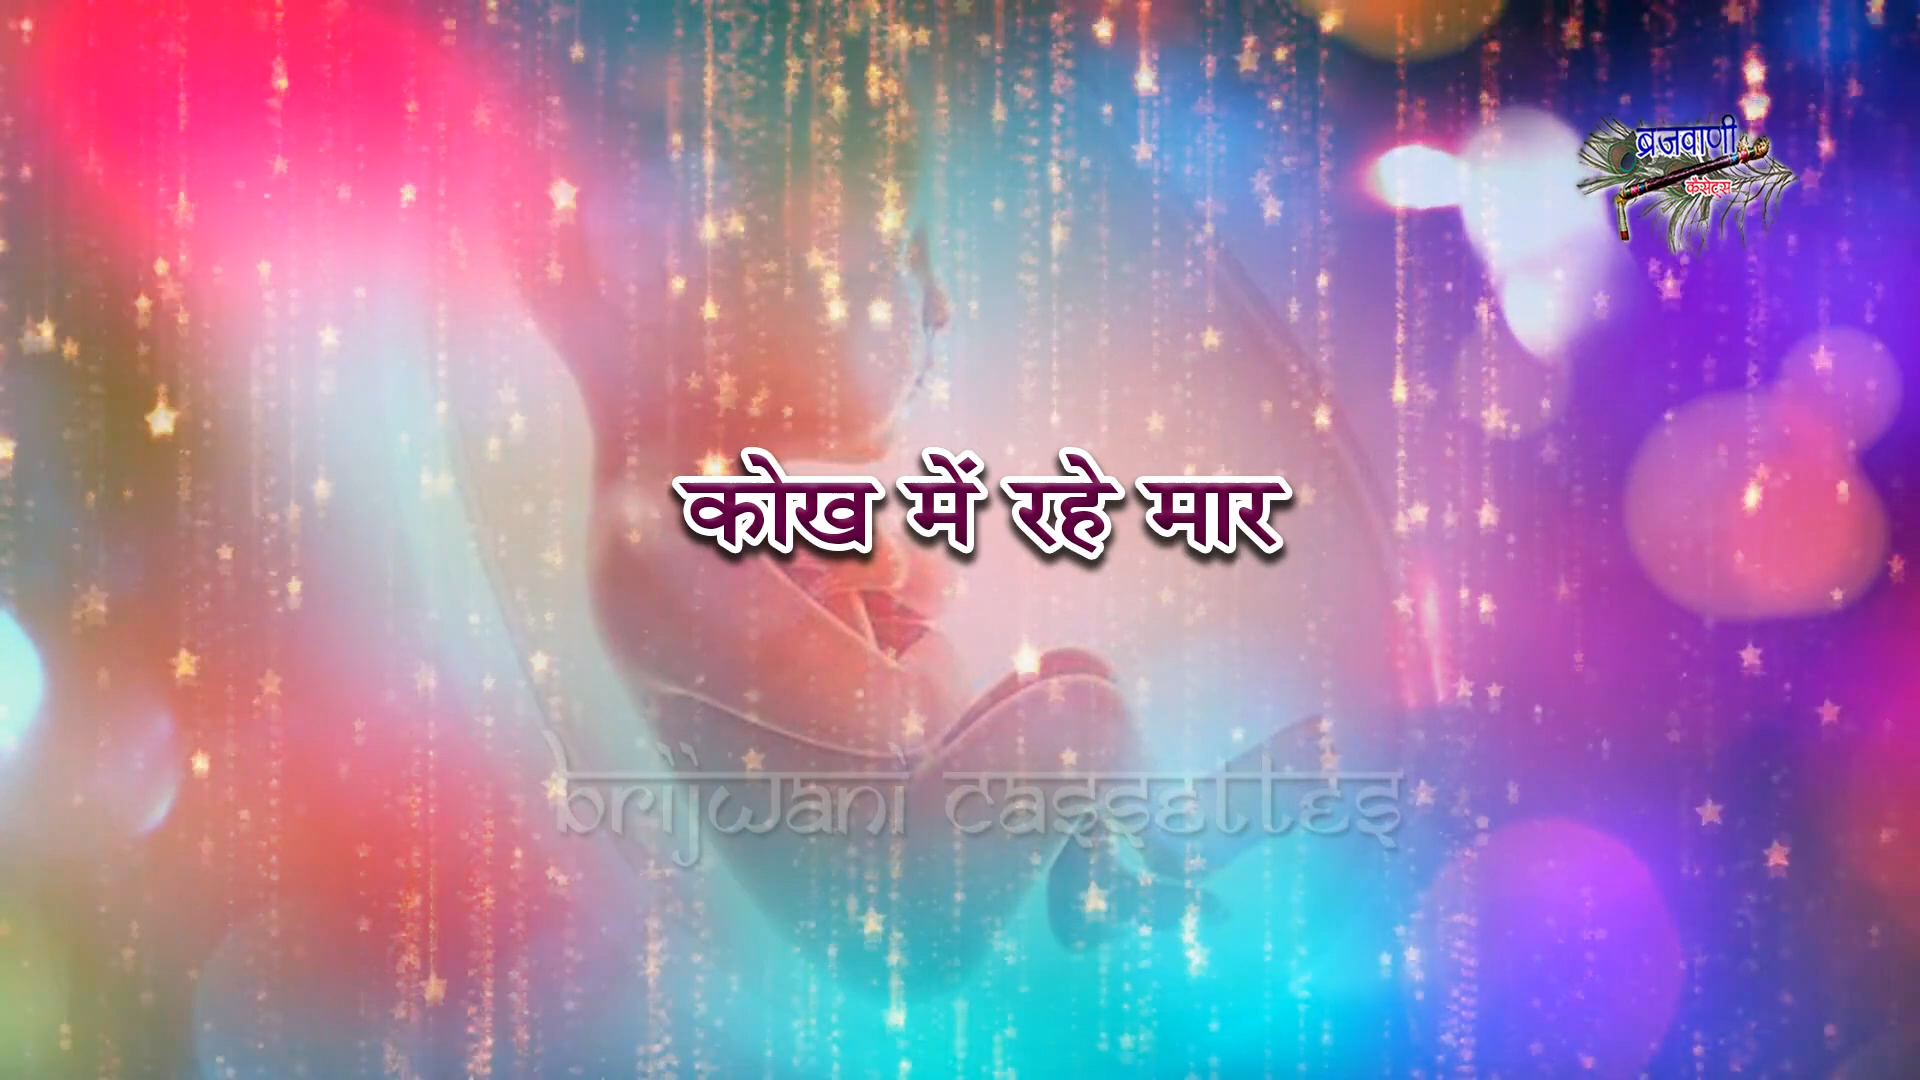 ब्रजवाणी
कैसेट्स
कोख में रहे मार
BRIJWANI CASSETTES